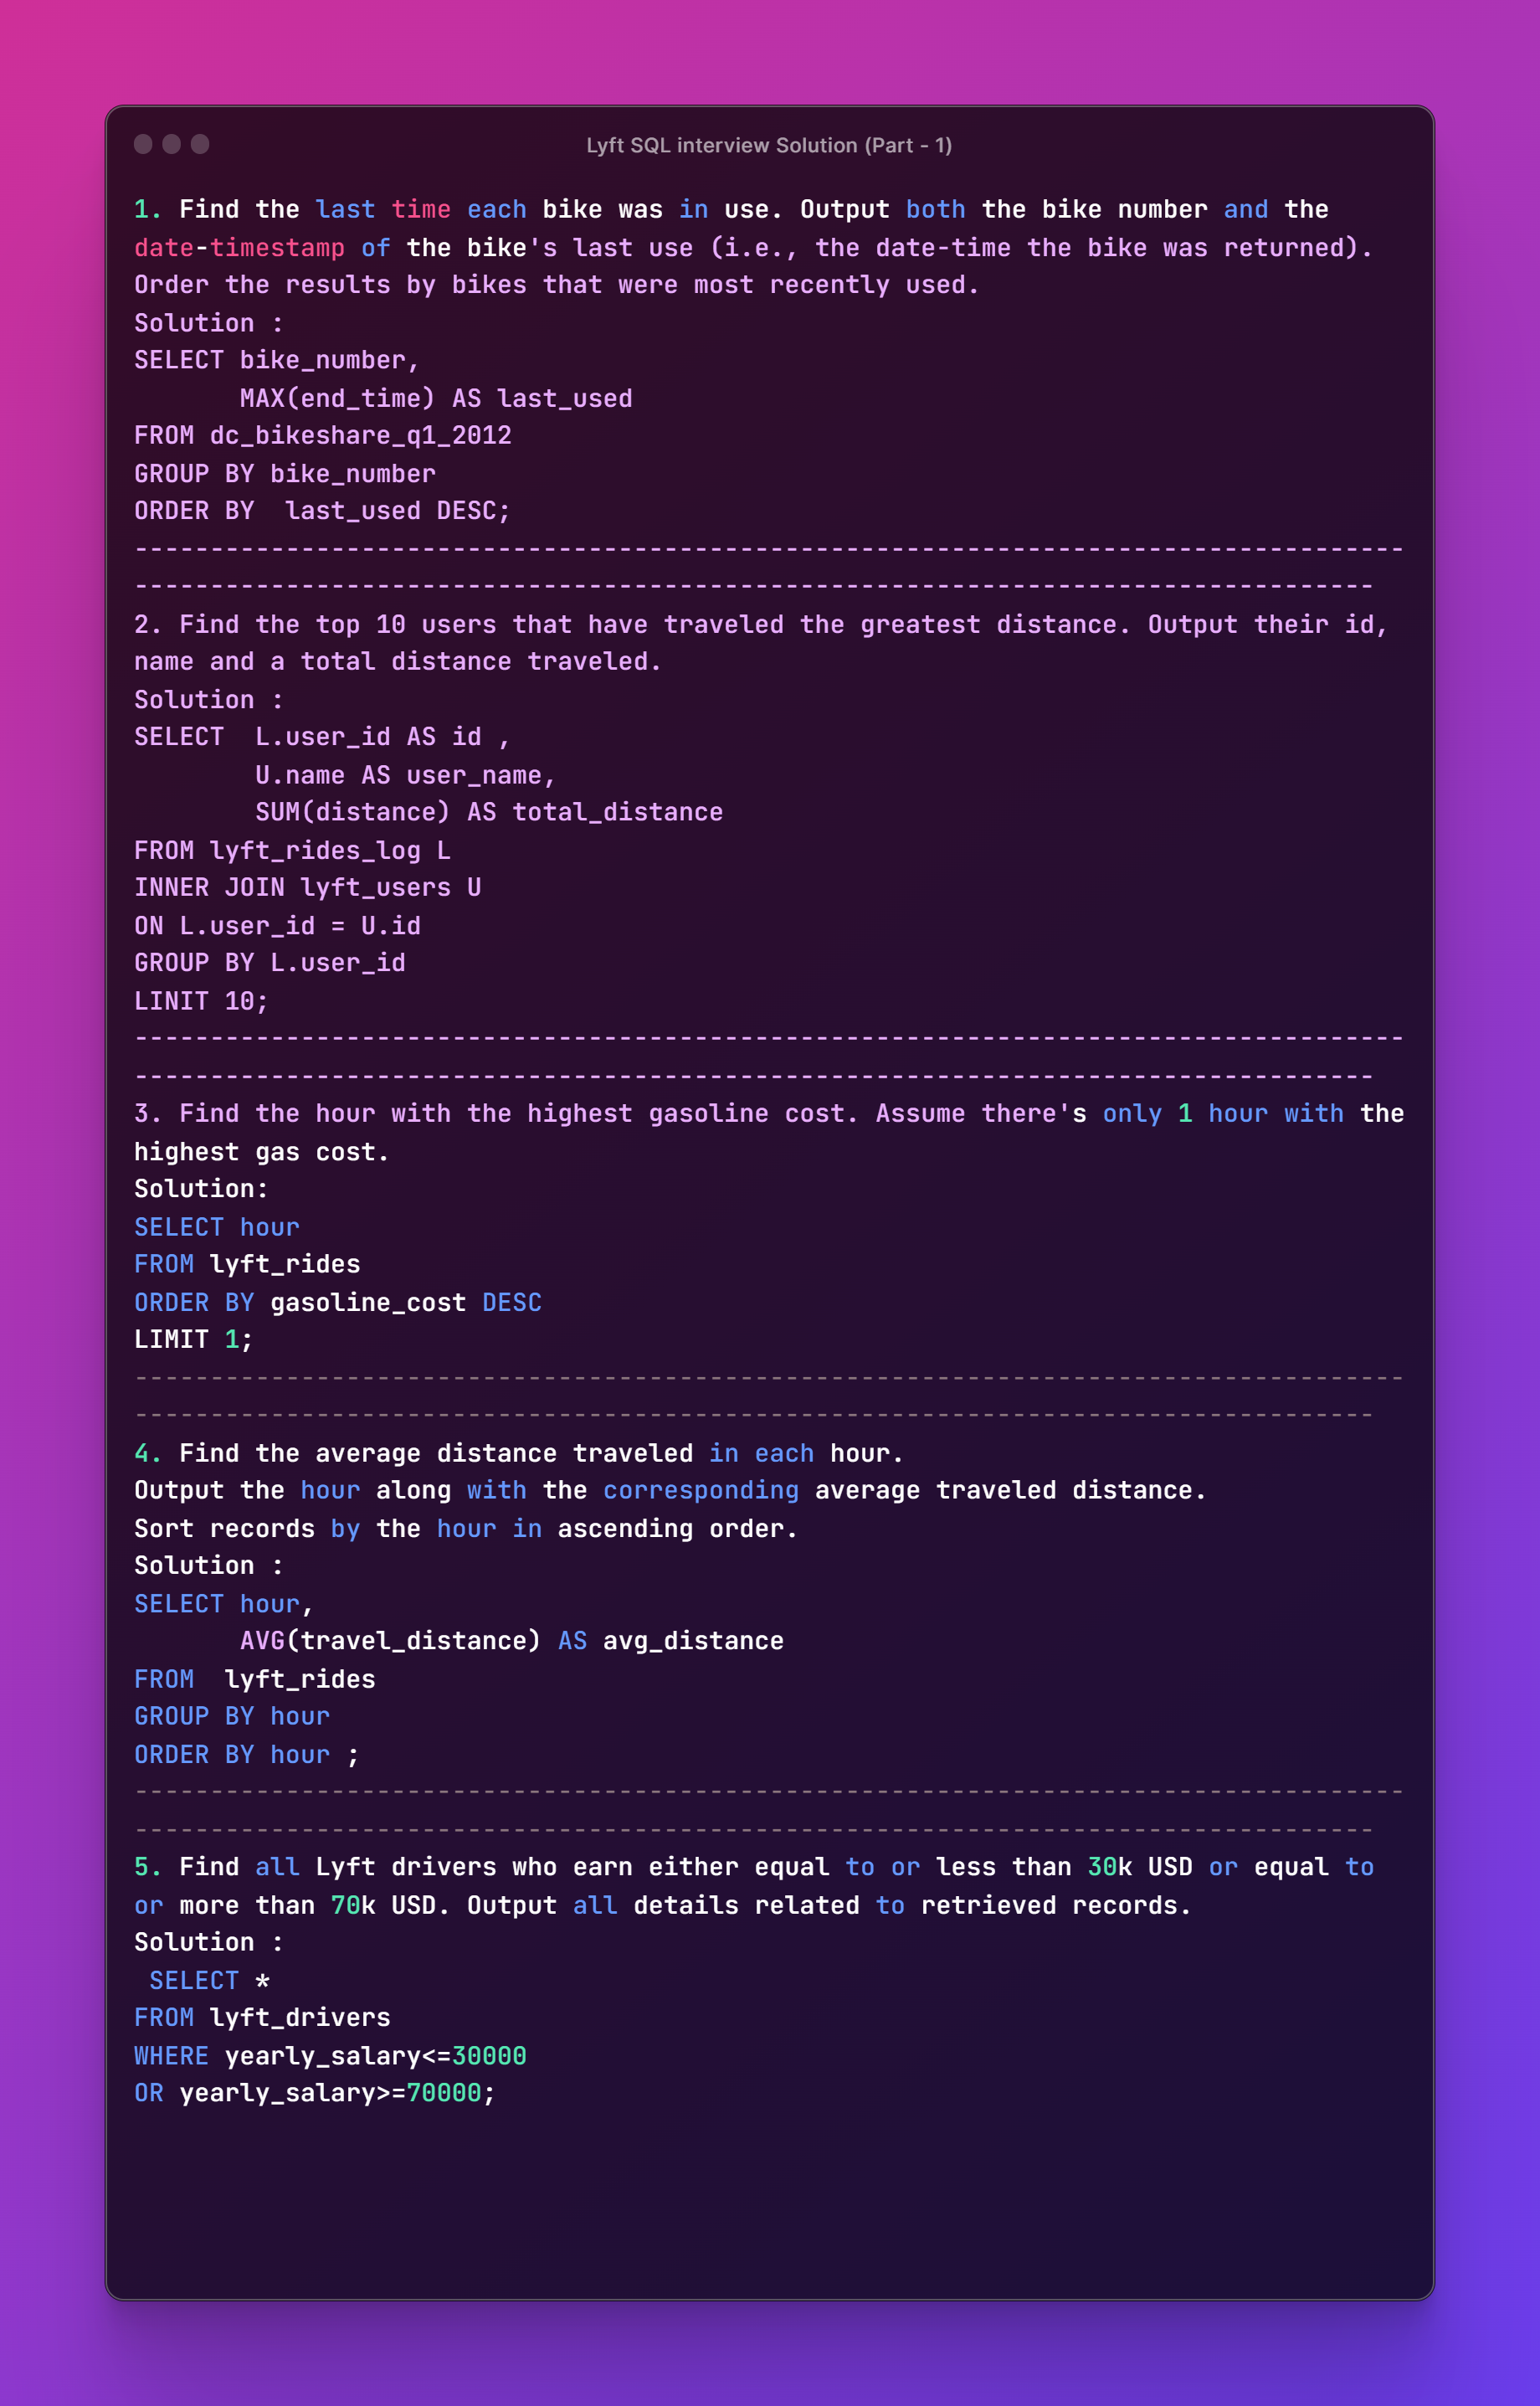 Lyft SQL interview Solution (Part - 1)
1. Find the last time each bike was in use. Output both the bike number and the
date-timestamp of the bike's last use (i.e., the date-time the bike was returned).
Order the results by bikes that were most recently used.
Solution :
SELECT bike_number,
       MAX(end_time) AS last_used
FROM dc_bikeshare_q1_2012
GROUP BY bike_number
ORDER BY  last_used DESC;
------------------------------------------------------------------------------------
----------------------------------------------------------------------------------
2. Find the top 10 users that have traveled the greatest distance. Output their id,
name and a total distance traveled.
Solution :
SELECT  L.user_id AS id ,
        U.name AS user_name,
        SUM(distance) AS total_distance
FROM lyft_rides_log L
INNER JOIN lyft_users U
ON L.user_id = U.id
GROUP BY L.user_id
LINIT 10;
------------------------------------------------------------------------------------
----------------------------------------------------------------------------------
3. Find the hour with the highest gasoline cost. Assume there's only 1 hour with the
highest gas cost.
Solution:
SELECT hour
FROM lyft_rides
ORDER BY gasoline_cost DESC
LIMIT 1;
------------------------------------------------------------------------------------
----------------------------------------------------------------------------------
4. Find the average distance traveled in each hour.
Output the hour along with the corresponding average traveled distance.
Sort records by the hour in ascending order.
Solution :
SELECT hour,
       AVG(travel_distance) AS avg_distance
FROM  lyft_rides
GROUP BY hour
ORDER BY hour ;
------------------------------------------------------------------------------------
----------------------------------------------------------------------------------
5. Find all Lyft drivers who earn either equal to or less than 30k USD or equal to
or more than 70k USD. Output all details related to retrieved records.
Solution :
 SELECT *
FROM lyft_drivers
WHERE yearly_salary<=30000
OR yearly_salary>=70000;